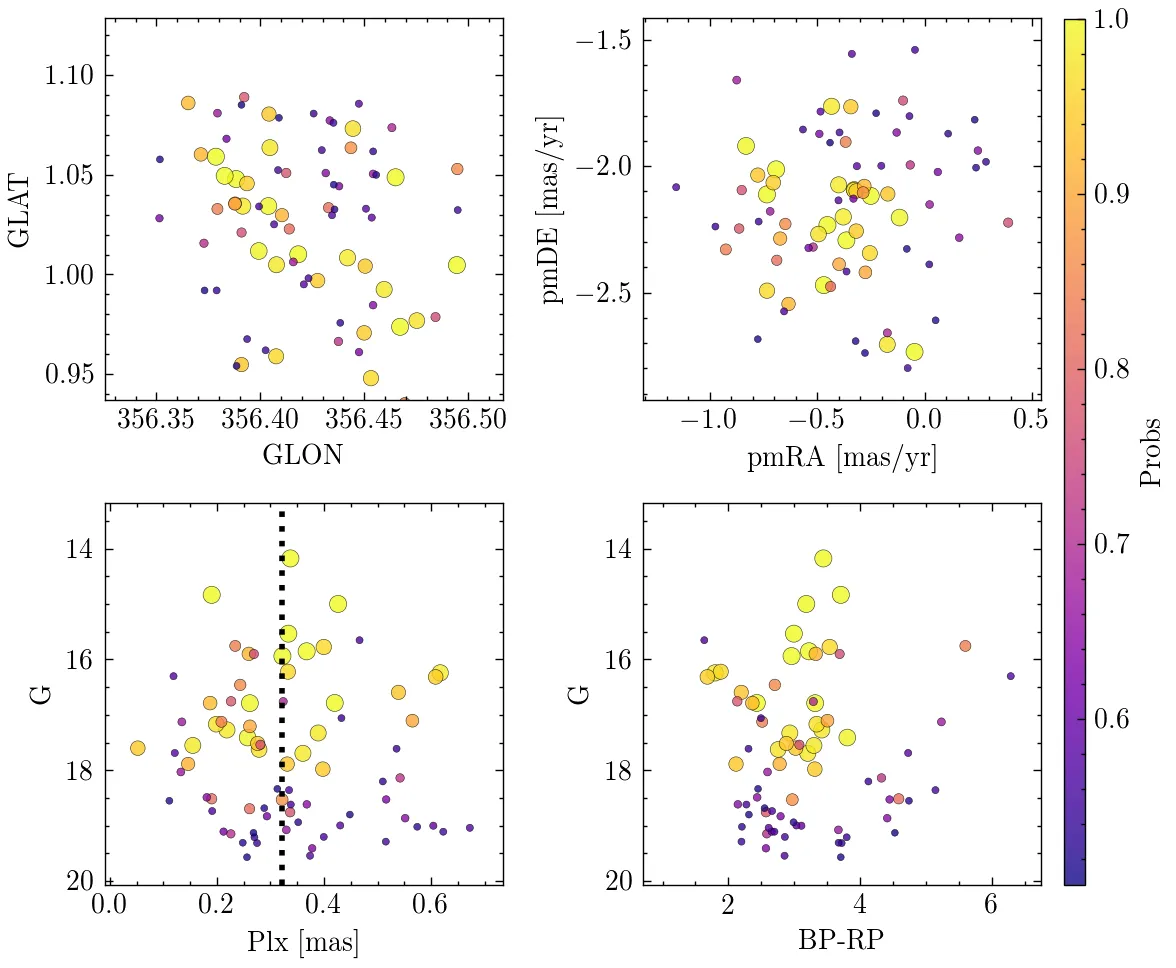 1.10
1.05
1.00
0.95
GLAT
356.35 356.40 356.45 356.50
GLON
−1.5
−2.0
−2.5
pmDE [mas/yr]
−1.0 −0.5 0.0 0.5
pmRA [mas/yr]
1.0
0.9
0.8
0.7
0.6
Probs
14
16
18
20
G
0.0 0.2 0.4 0.6
Plx [mas]
14
16
18
20
G
2 4 6
BP-RP